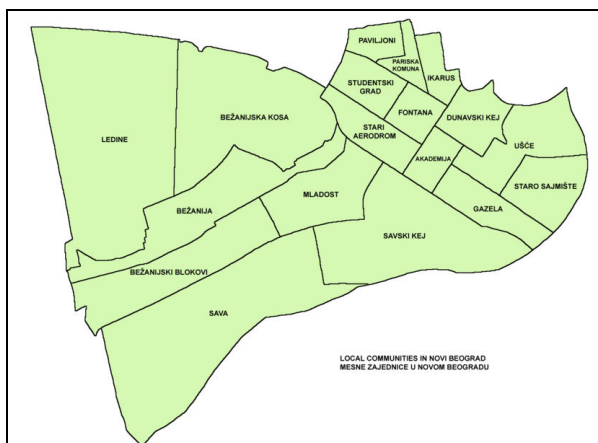 PAVILJONI
PARISKA
KOMUNA
IKARUS
STUDENTSKI
GRAD
BEŽANIJSKA KOSA
FONTANA
DUNAVSKI KEJ
LEDINE
STARI
AERODROM
UŠĆE
AKADEMIJA
STARO SAJMIŠTE
MLADOST
BEŽANIJA
GAZELA
SAVSKI KEJ
BEŽANIJSKI BLOKOVI
SAVA
LOCAL COMMUNITIES IN NOVI BEOGRAD
MESNE ZAJEDNICE U NOVOM BEOGRADU